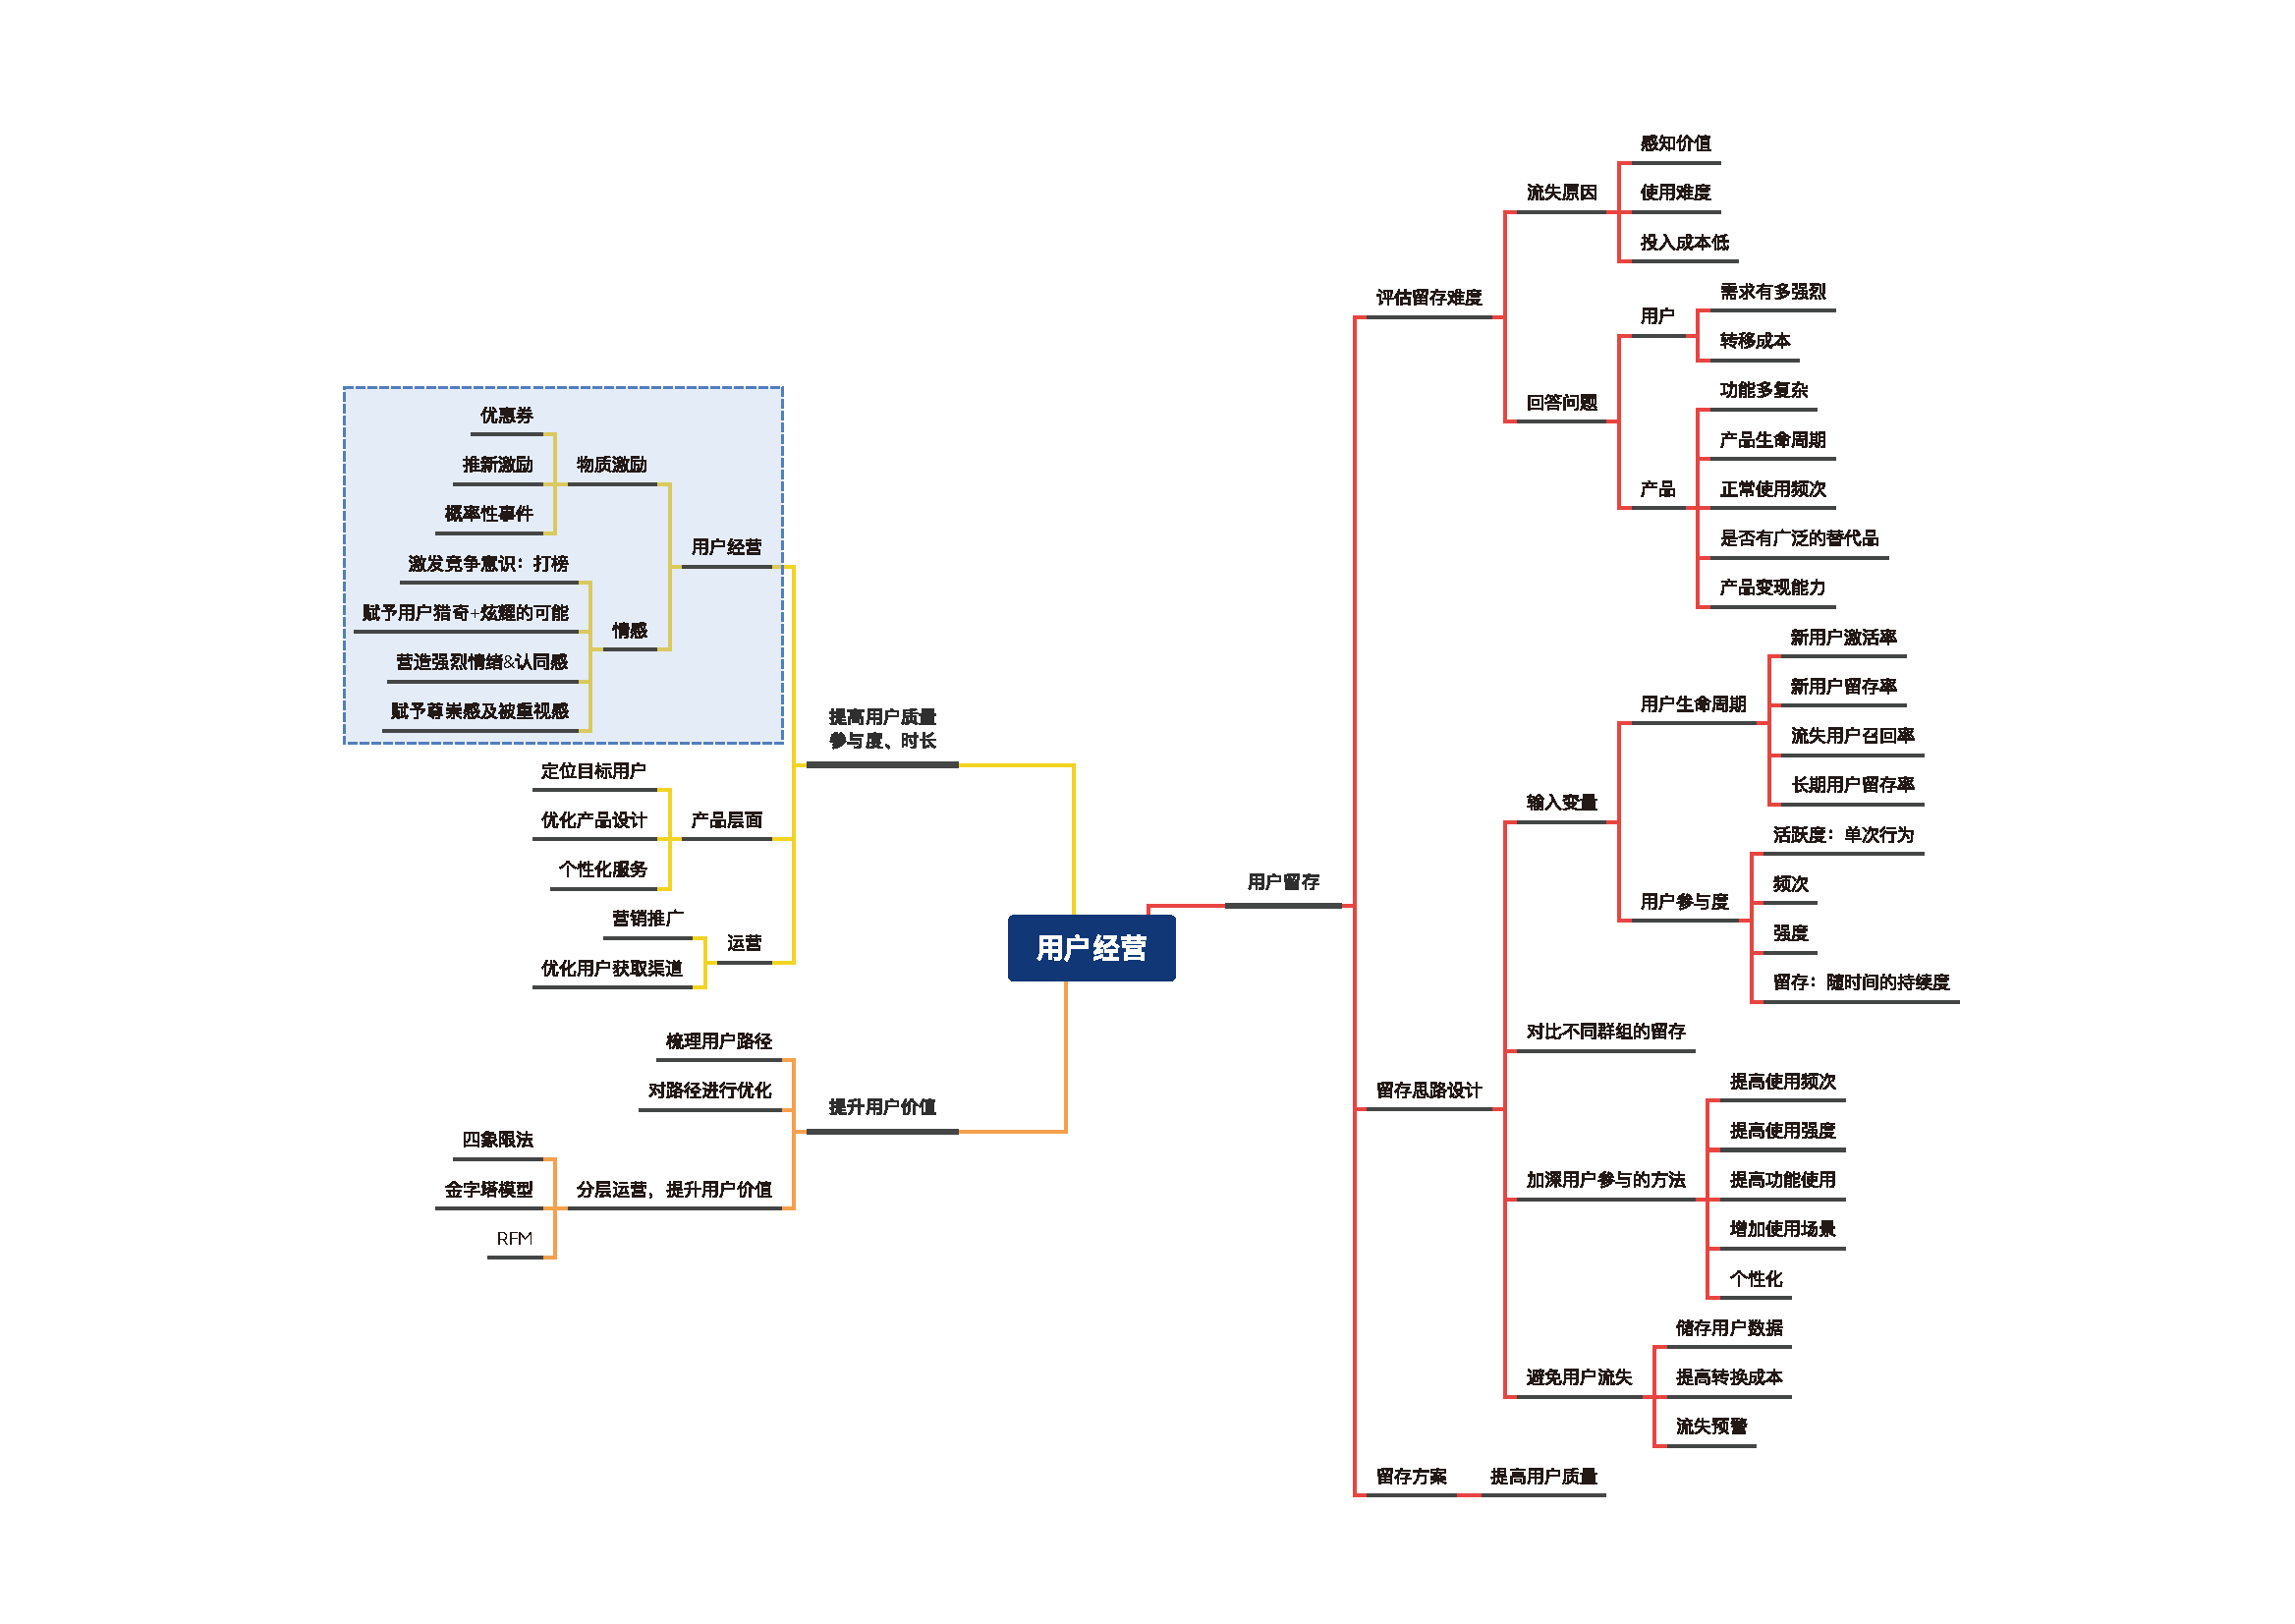 用户经营
用户留存
评估留存难度
流失原因
感知价值
使用难度
投入成本低
回答问题
用户
需求有多强烈
转移成本
产品
功能多复杂
产品生命周期
正常使用频次
是否有广泛的替代品
产品变现能力
留存思路设计
输入变量
用户生命周期
新用户激活率
新用户留存率
流失用户召回率
长期用户留存率
用户参与度
活跃度：单次行为
频次
强度
留存：随时间的持续度
对比不同群组的留存
加深用户参与的方法
提高使用频次
提高使用强度
提高功能使用
增加使用场景
个性化
避免用户流失
储存用户数据
提高转换成本
流失预警
留存方案
提高用户质量
提高用户质量
参与度、时长
用户经营
物质激励
优惠券
推新激励
概率性事件
情感
激发竞争意识：打榜
赋予用户猎奇+炫耀的可能
营造强烈情绪&认同感
赋予尊崇感及被重视感
产品层面
定位目标用户
优化产品设计
个性化服务
运营
营销推广
优化用户获取渠道
提升用户价值
梳理用户路径
对路径进行优化
分层运营，提升用户价值
四象限法
金字塔模型
RFM